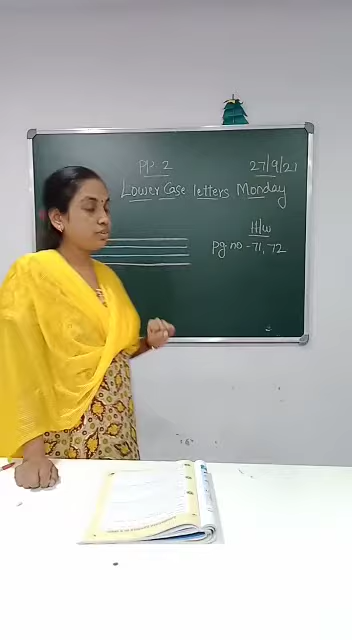 PP. 2 27/9/21
Lower Case letters Monday
H/w
pg no - 71, 72